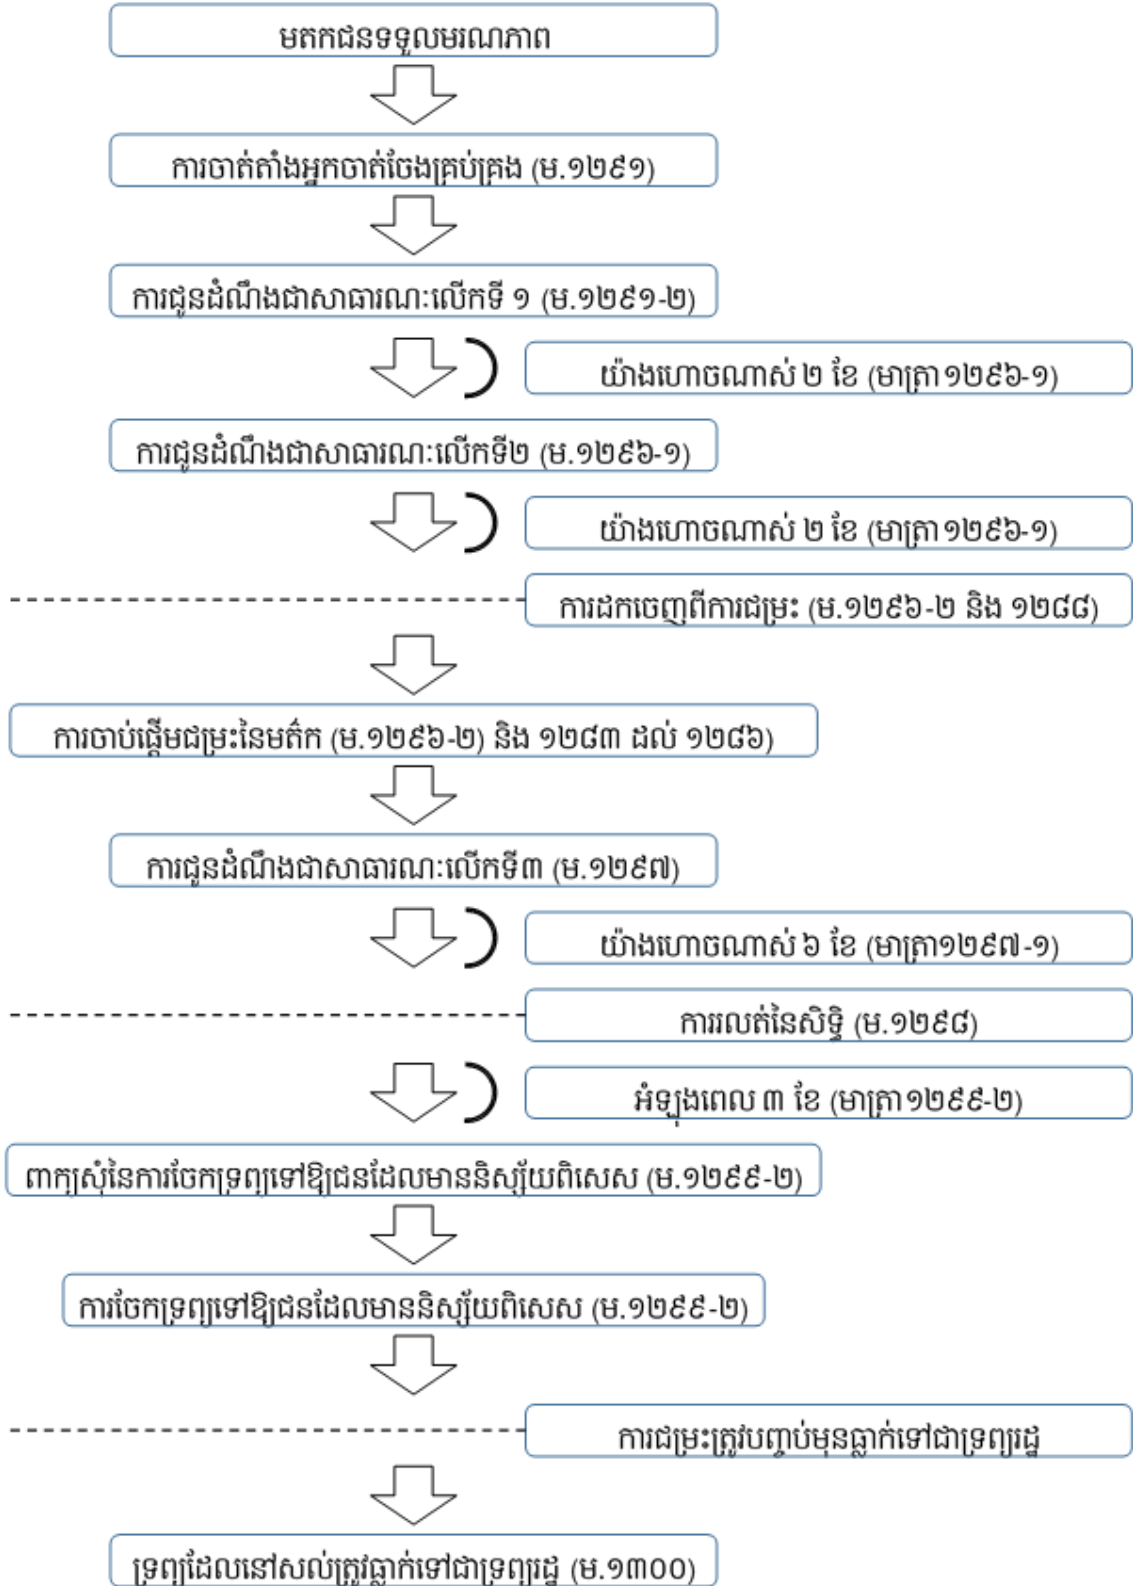 មតកជនទទួលមរណភាព
ការចាត់តាំងអ្នកចាត់ចែងគ្រប់គ្រង (ម.១២៩១)
ការជូនដំណឹងជាសាធារណៈលើកទី ១ (ម.១២៩១-២)
យ៉ាងហោចណាស់ ២ ខែ (មាត្រា១២៩៦-១)
ការជូនដំណឹងជាសាធារណៈលើកទី២ (ម.១២៩៦-១)
យ៉ាងហោចណាស់ ២ ខែ (មាត្រា១២៩៦-១)
ការដកចេញពីការជម្រះ (ម.១២៩៦-២ និង ១២៨៨)
ការចាប់ផ្ដើមជម្រះនៃមត៌ក (ម.១២៩៦-២) និង ១២៨៣ ដល់ ១២៨៦)
ការជូនដំណឹងជាសាធារណៈលើកទី៣ (ម.១២៩៧)
យ៉ាងហោចណាស់ ៦ ខែ (មាត្រា១២៩៧-១)
ការរលត់នៃសិទ្ធិ (ម.១២៩៨)
អំឡុងពេល ៣ ខែ (មាត្រា១២៩៩-២)
ពាក្យសុំនៃការចែកទ្រព្យទៅឱ្យជនដែលមាននិស្ស័យពិសេស (ម.១២៩៩-២)
ការចែកទ្រព្យទៅឱ្យជនដែលមាននិស្ស័យពិសេស (ម.១២៩៩-២)
ការជម្រះត្រូវបញ្ចប់មុនធ្លាក់ទៅជាទ្រព្យរដ្ឋ
ទ្រព្យដែលនៅសល់ត្រូវធ្លាក់ទៅជាទ្រព្យរដ្ឋ (ម.១៣០០)